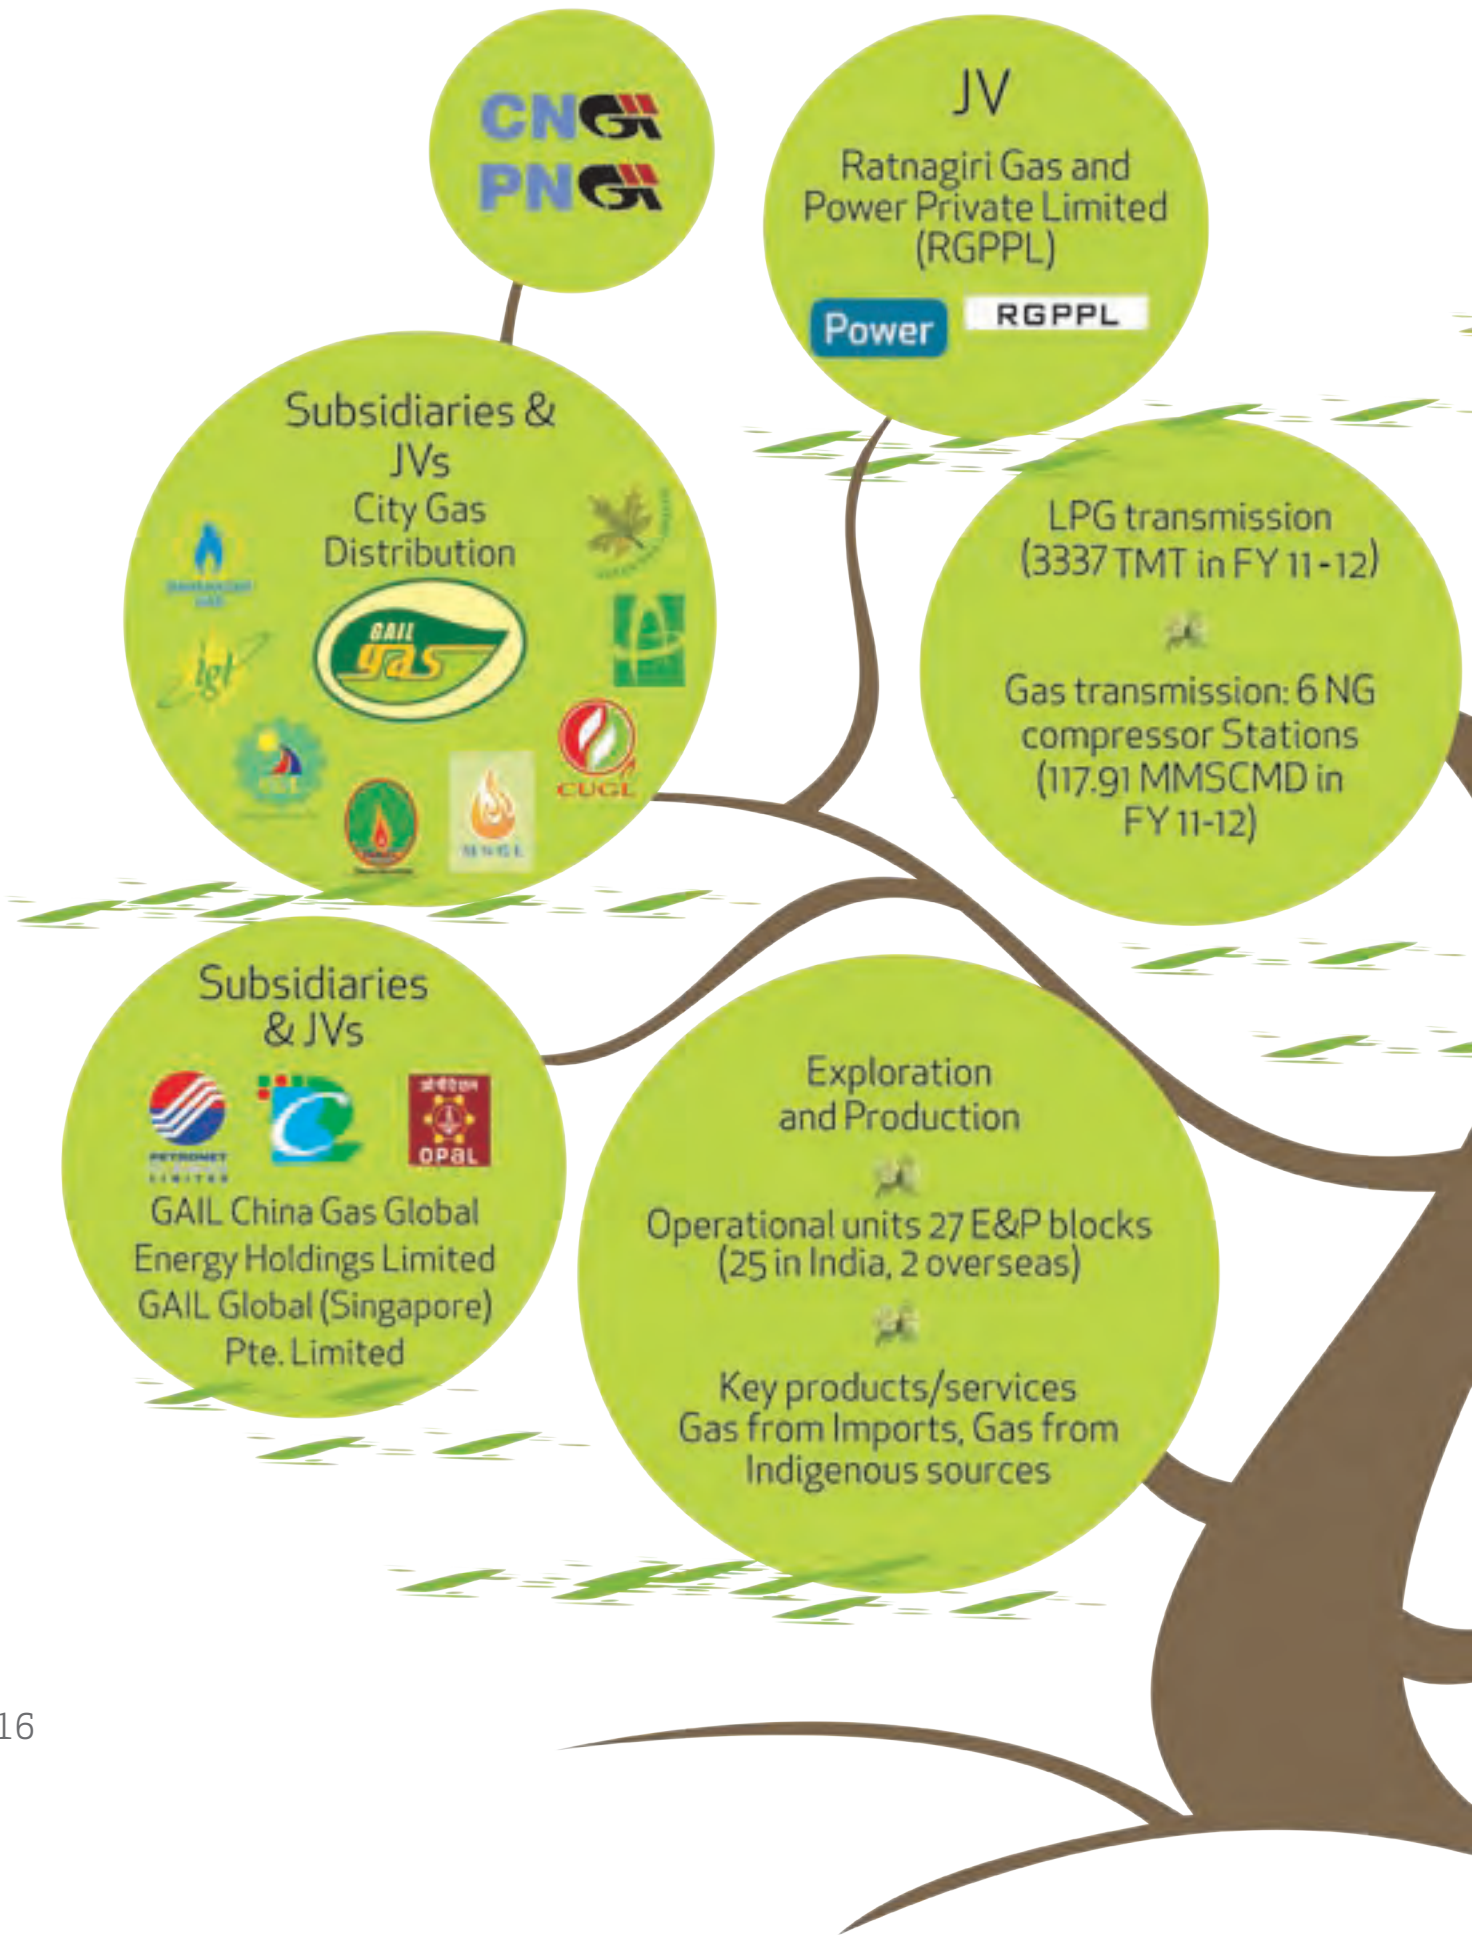 CNG
PNG
JV
Ratnagiri Gas and
Power Private Limited
(RGPPL)
Power
RGPPL
Subsidiaries &
JVs
City Gas
Distribution
GAIL
gas
CUGL
MNGL
LPG transmission
(3337 TMT in FY 11-12)
Gas transmission: 6 NG
compressor Stations
(117.91 MMSCMD in
FY 11-12)
Subsidiaries
& JVs
PETRONET
LIMITED
OPaL
GAIL China Gas Global
Energy Holdings Limited
GAIL Global (Singapore)
Pte. Limited
Exploration
and Production
Operational units 27 E&P blocks
(25 in India, 2 overseas)
Key products/services
Gas from Imports, Gas from
Indigenous sources
16